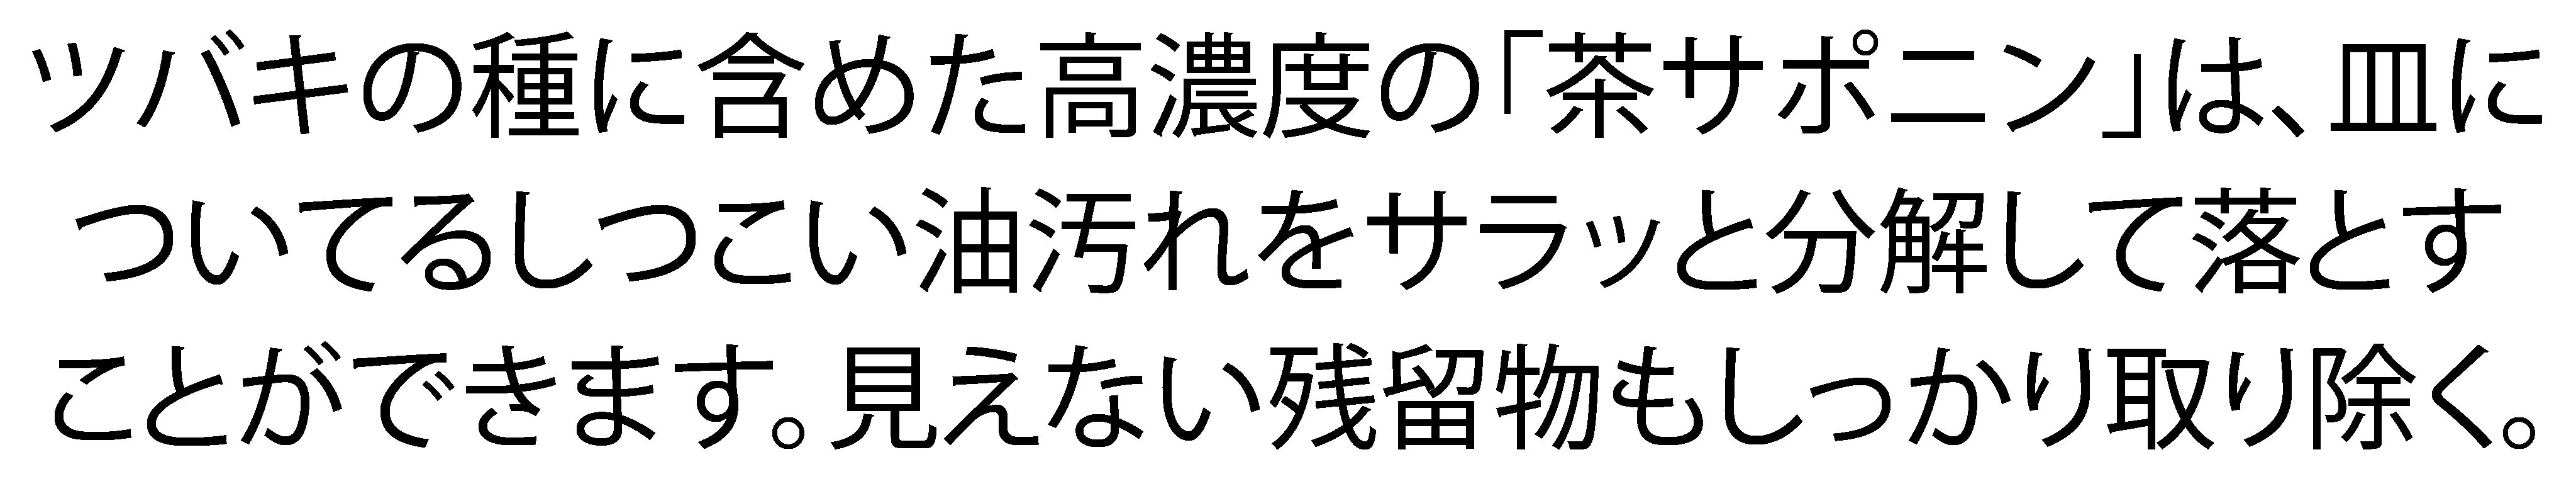 ツバキの種に含めた高濃度の「茶サポニン」は、皿に
ついてるしつこい油汚れをサラッと分解して落とす
ことができます。見えない残留物もしっかり取り除く。